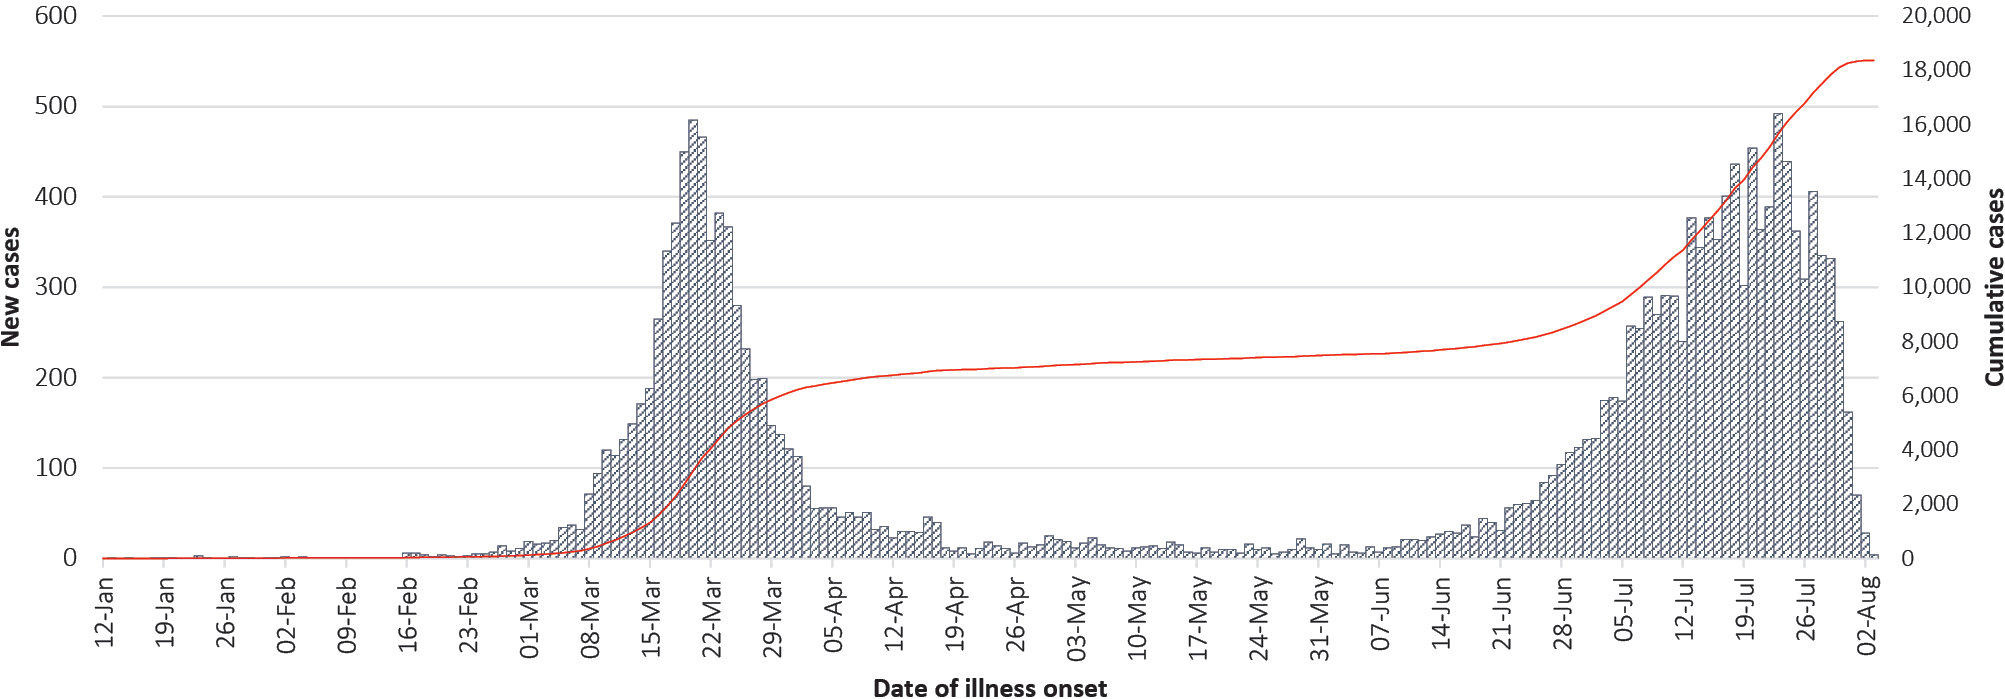 600
500
400
300
200
100
0
New cases
20,000
18,000
16,000
14,000
12,000
10,000
8,000
6,000
4,000
2,000
0
Cumulative cases
12-Jan
19-Jan
26-Jan
02-Feb
09-Feb
16-Feb
23-Feb
01-Mar
08-Mar
15-Mar
22-Mar
29-Mar
05-Apr
12-Apr
19-Apr
26-Apr
03-May
10-May
17-May
24-May
31-May
07-Jun
14-Jun
21-Jun
28-Jun
05-Jul
12-Jul
19-Jul
26-Jul
02-Aug
Date of illness onset